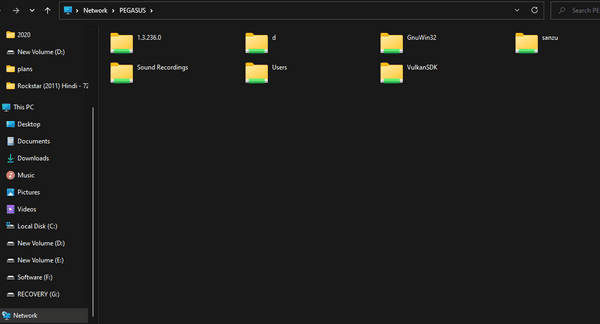 Network > PEGASUS >
Search PE
2020
New Volume (D:)
plans
Rockstar (2011) Hindi - 72
This PC
Desktop
Documents
Downloads
Music
Pictures
Videos
Local Disk (C:)
New Volume (D:)
New Volume (E:)
Software (F:)
RECOVERY (G:)
Network
1.3.236.0
d
GnuWin32
sanzu
Sound Recordings
Users
VulkanSDK